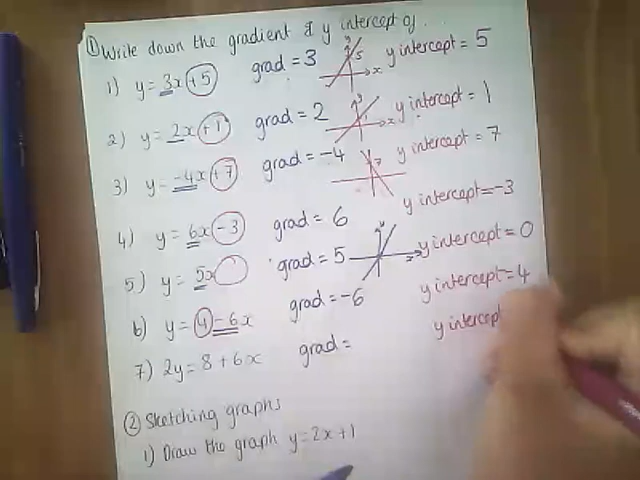 ① Write down the gradient & y intercept of ...
1) y = 3x + 5 grad = 3 5 x y intercept = 5
2) y = 2x + 1 grad = 2 x y intercept = 1
3) y = -4x + 7 grad = -4 7 y intercept = 7
4) y = 6x - 3 grad = 6 y intercept = -3
5) y = 5x grad = 5 y intercept = 0
6) y = 4 - 6x grad = -6 y intercept = 4
7) 2y = 8 + 6x grad = y intercept
② Sketching graphs
1) Draw the graph y = 2x + 1